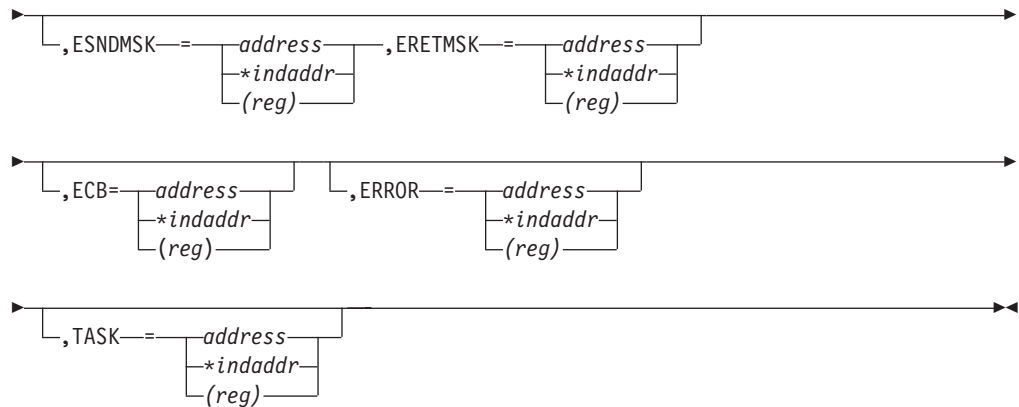 ,ESNDMSK = address ,ERETMSK = address
*indaddr *indaddr
(reg) (reg)
,ECB= address ,ERROR = address
*indaddr *indaddr
(reg) (reg)
,TASK = address
*indaddr
(reg)